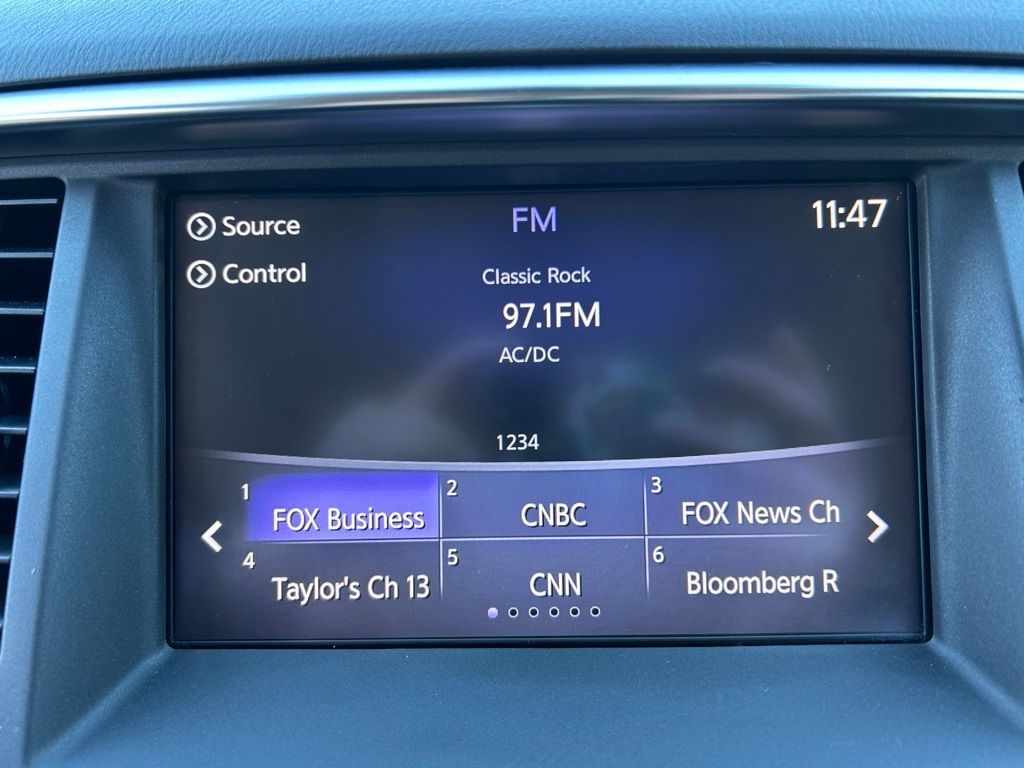 Source
FM
11:47
Control
Classic Rock
97.1FM
AC/DC
1234
1
FOX Business
2
CNBC
3
FOX News Ch
4
Taylor's Ch 13
5
CNN
6
Bloomberg R